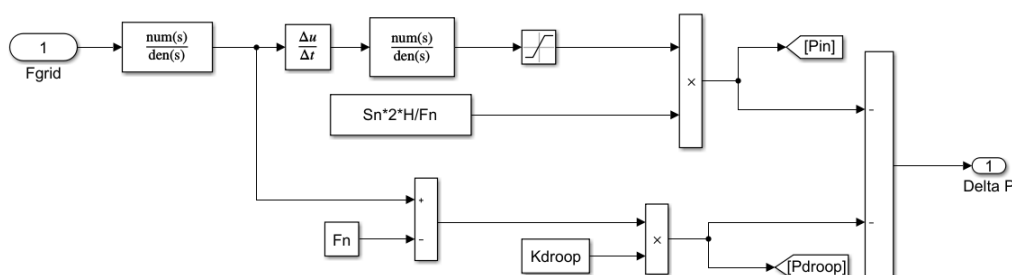 1
Fgrid
num(s)
den(s)
Δu
Δt
num(s)
den(s)
Sn*2*H/Fn
×
[Pin]
−
1
Delta P
−
+
−
Fn
Kdroop
×
[Pdroop]